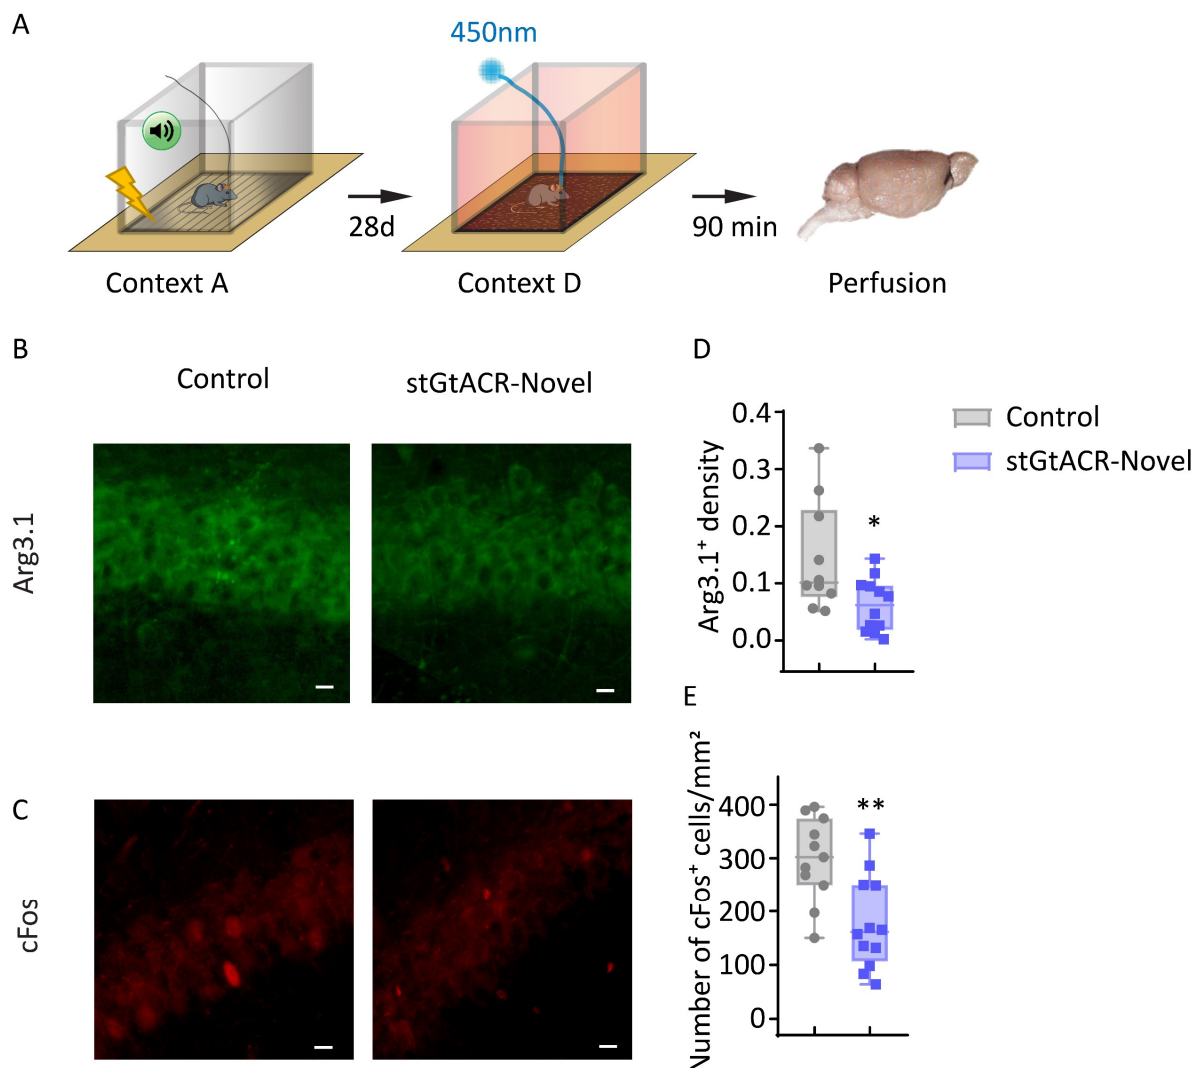 A
450nm
28d
90 min
Context A
Context D
Perfusion
B
Control
stGtACR-Novel
Arg3.1
D
Arg3.1⁺ density
0.4
0.3
0.2
0.1
0.0
*
Control
stGtACR-Novel
C
cFos
E
Number of cFos⁺ cells/mm²
400
300
200
100
0
**